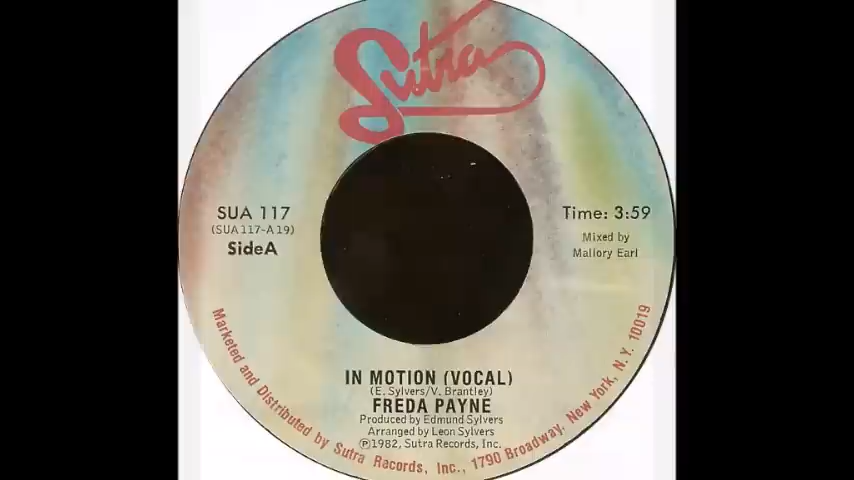 Sutra
SUA 117
(SUA117-A19)
SideA
Time: 3:59
Mixed by
Mallory Earl
IN MOTION (VOCAL)
(E. Sylvers/V. Brantley)
FREDA PAYNE
Produced by Edmund Sylvers
Arranged by Leon Sylvers
℗1982, Sutra Records, Inc.
Marketed and Distributed by Sutra Records, Inc., 1790 Broadway, New York, N.Y. 10019